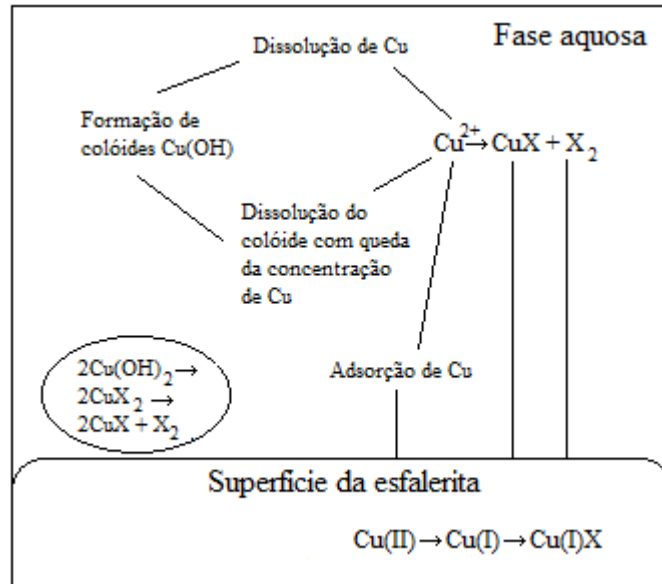 Fase aquosa
Dissolução de Cu
Formação de
colóides Cu(OH)
Cu²⁺→CuX + X₂
Dissolução do
colóide com queda
da concentração
de Cu
Adsorção de Cu
2Cu(OH)₂→
2CuX₂→
2CuX + X₂
Superfície da esfalerita
Cu(II)→Cu(I)→Cu(I)X